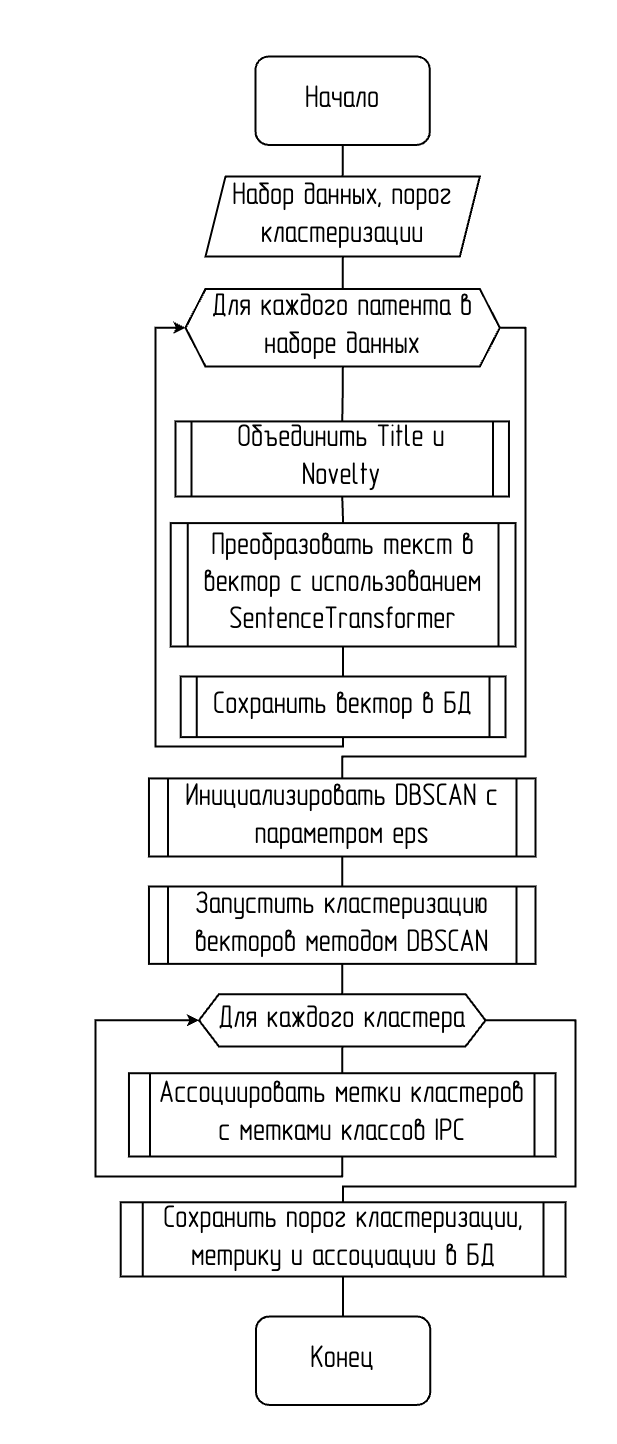 Начало
Набор данных, порог
кластеризации
Для каждого патента в
наборе данных
Объединить Title и
Novelty
Преобразовать текст в
вектор с использованием
SentenceTransformer
Сохранить вектор в БД
Инициализировать DBSCAN с
параметром eps
Запустить кластеризацию
векторов методом DBSCAN
Для каждого кластера
Ассоциировать метки кластеров
с метками классов IPC
Сохранить порог кластеризации,
метрику и ассоциации в БД
Конец